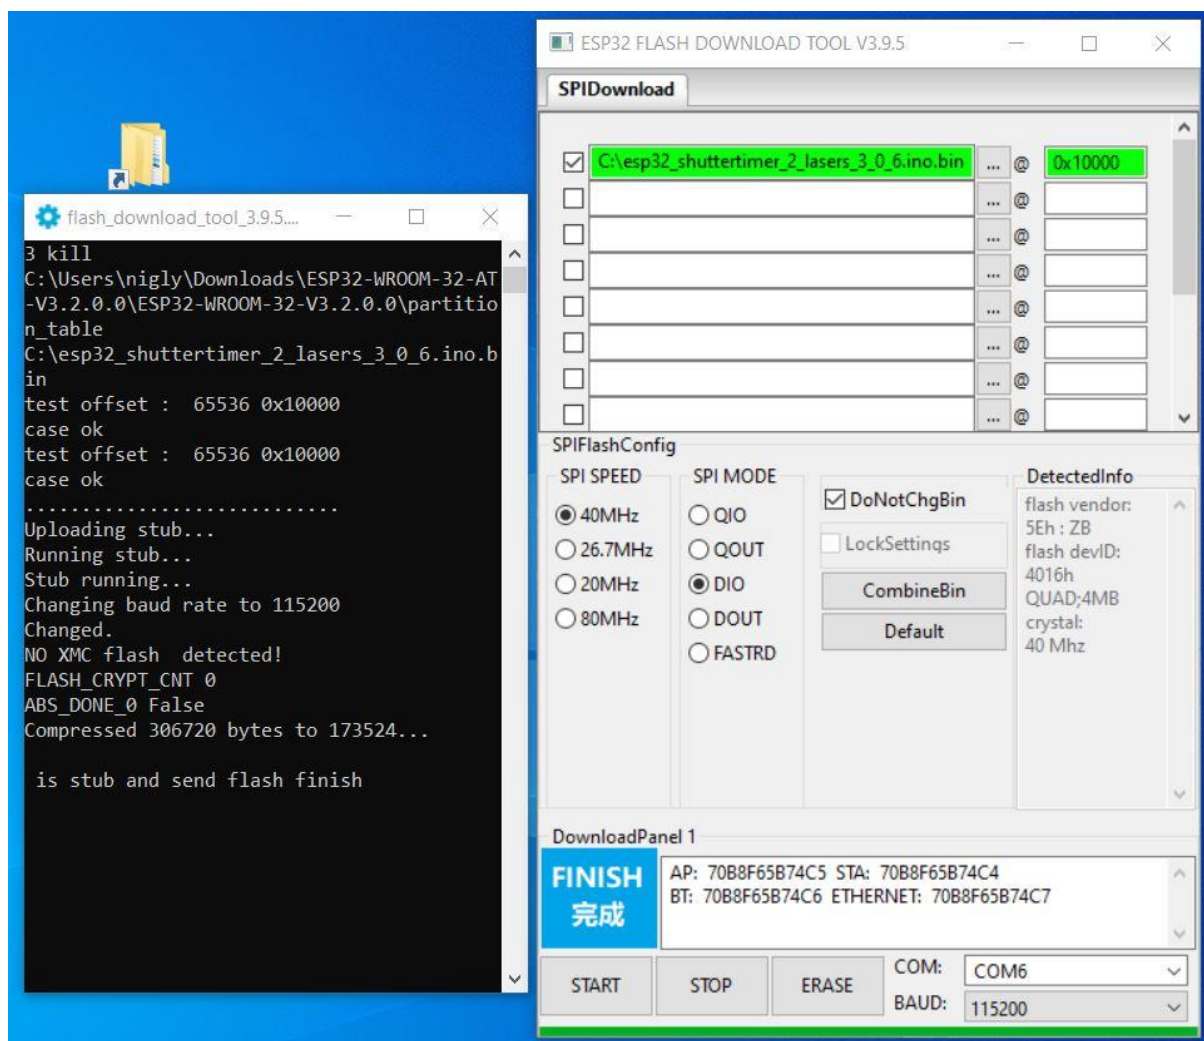 flash_download_tool_3.9.5....
3 kill
C:\Users\nigly\Downloads\ESP32-WROOM-32-AT
-V3.2.0.0\ESP32-WROOM-32-V3.2.0.0\partitio
n_table
C:\esp32_shuttertimer_2_lasers_3_0_6.ino.b
in
test offset :  65536 0x10000
case ok
test offset :  65536 0x10000
case ok
............................
Uploading stub...
Running stub...
Stub running...
Changing baud rate to 115200
Changed.
NO XMC flash  detected!
FLASH_CRYPT_CNT 0
ABS_DONE_0 False
Compressed 306720 bytes to 173524...
is stub and send flash finish
ESP32 FLASH DOWNLOAD TOOL V3.9.5
SPIDownload
C:\esp32_shuttertimer_2_lasers_3_0_6.ino.bin ... @ 0x10000
... @
... @
... @
... @
... @
... @
... @
SPIFlashConfig
SPI SPEED
40MHz
26.7MHz
20MHz
80MHz
SPI MODE
QIO
QOUT
DIO
DOUT
FASTRD
DoNotChgBin
LockSettings
CombineBin
Default
DetectedInfo
flash vendor:
5Eh : ZB
flash devID:
4016h
QUAD;4MB
crystal:
40 Mhz
DownloadPanel 1
FINISH
完成
AP: 70B8F65B74C5 STA: 70B8F65B74C4
BT: 70B8F65B74C6 ETHERNET: 70B8F65B74C7
START
STOP
ERASE
COM: COM6
BAUD: 115200